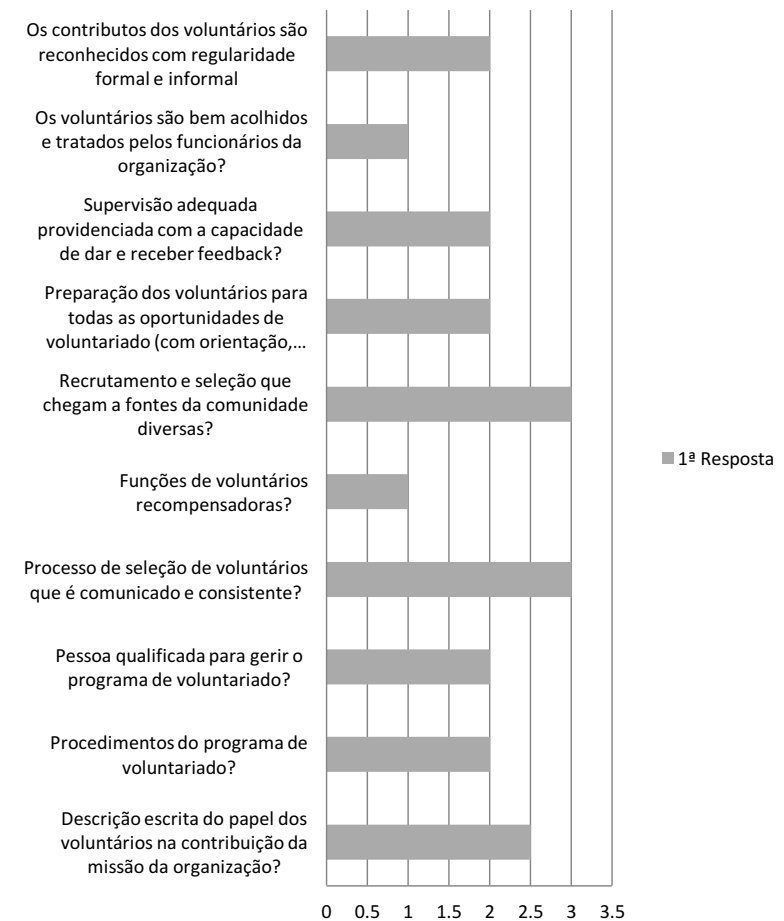 Os contributos dos voluntários são
reconhecidos com regularidade
formal e informal
Os voluntários são bem acolhidos
e tratados pelos funcionários da
organização?
Supervisão adequada
providenciada com a capacidade
de dar e receber feedback?
Preparação dos voluntários para
todas as oportunidades de
voluntariado (com orientação,...
Recrutamento e seleção que
chegam a fontes da comunidade
diversas?
Funções de voluntários
recompensadoras?
Processo de seleção de voluntários
que é comunicado e consistente?
Pessoa qualificada para gerir o
programa de voluntariado?
Procedimentos do programa de
voluntariado?
Descrição escrita do papel dos
voluntários na contribuição da
missão da organização?
0 0.5 1 1.5 2 2.5 3 3.5
1ª Resposta